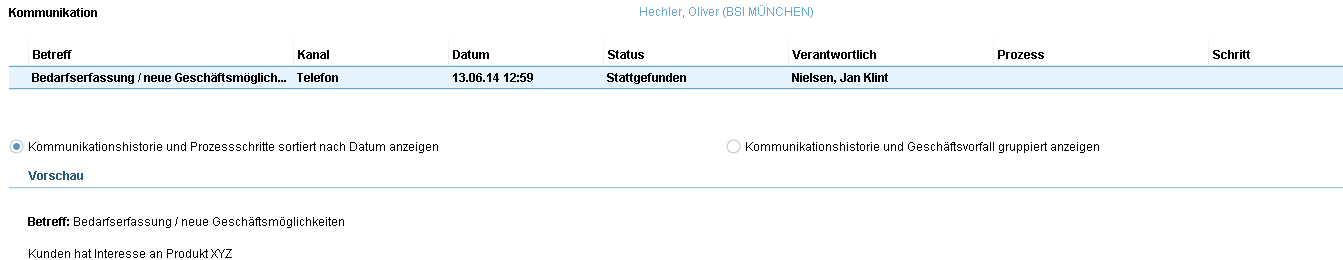 Kommunikation Hechler, Oliver (BSI MÜNCHEN)
Betreff Kanal Datum Status Verantwortlich Prozess Schritt
Bedarfserfassung / neue Geschäftsmöglich... Telefon 13.06.14 12:59 Stattgefunden Nielsen, Jan Klint
Kommunikationshistorie und Prozessschritte sortiert nach Datum anzeigen Kommunikationshistorie und Geschäftsvorfall gruppiert anzeigen
Vorschau
Betreff: Bedarfserfassung / neue Geschäftsmöglichkeiten
Kunden hat Interesse an Produkt XYZ